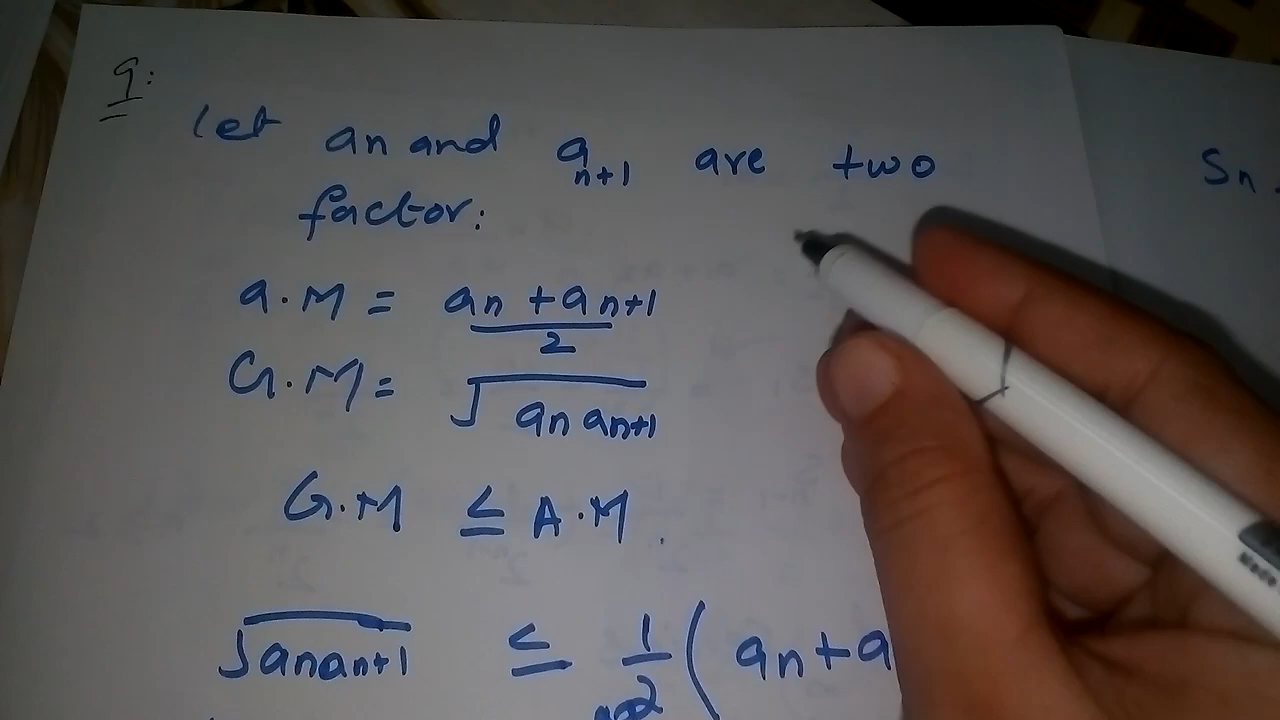 9:
Let an and a n+1 are two
factor:
a.M = an + an+1 / 2
G.M = √ an an+1
G.M ≤ A.M.
√anan+1 ≤ 1/2 ( an + a
Sn =